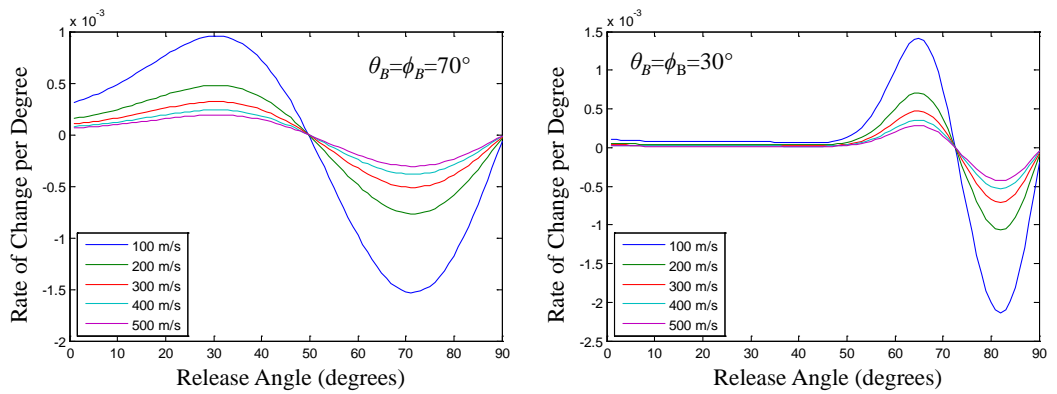 x 10⁻³
1
0.5
0
-0.5
-1
-1.5
-2
Rate of Change per Degree
θ_B=ϕ_B=70°
100 m/s
200 m/s
300 m/s
400 m/s
500 m/s
0 10 20 30 40 50 60 70 80 90
Release Angle (degrees)
x 10⁻³
1.5
1
0.5
0
-0.5
-1
-1.5
-2
-2.5
Rate of Change per Degree
θ_B=ϕ_B=30°
100 m/s
200 m/s
300 m/s
400 m/s
500 m/s
0 10 20 30 40 50 60 70 80 90
Release Angle (degrees)